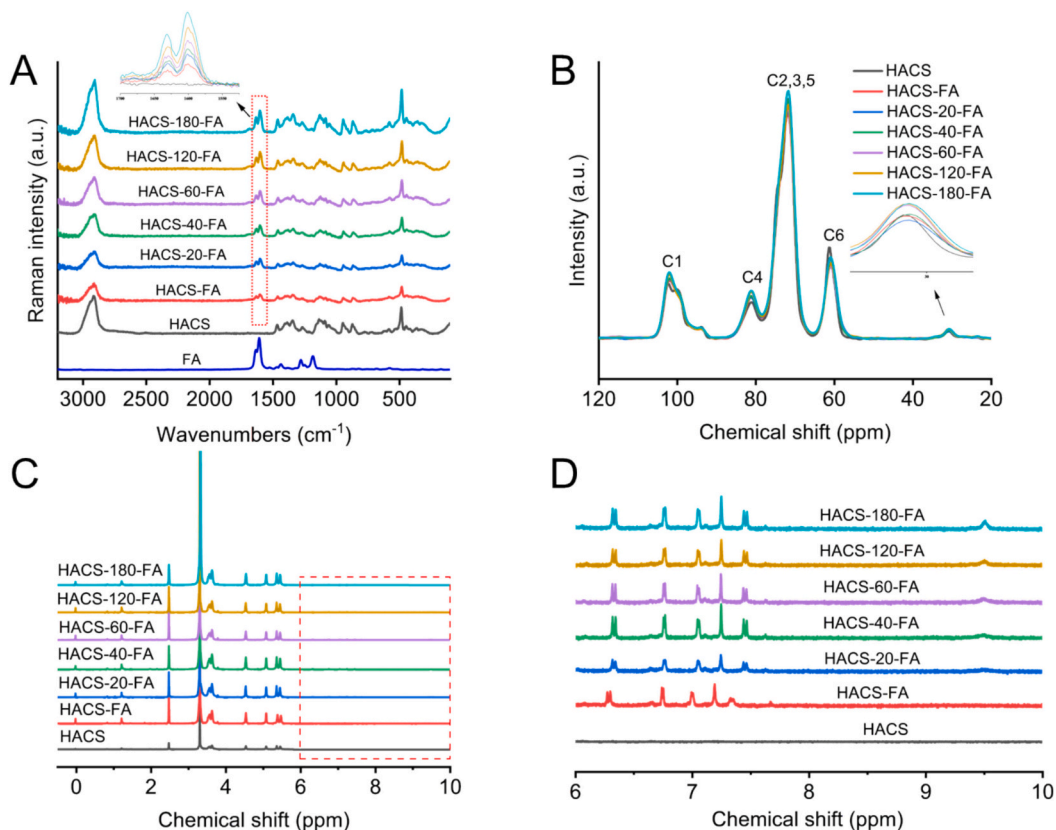 A
1700 1650 1600 1550
HACS-180-FA
HACS-120-FA
HACS-60-FA
HACS-40-FA
HACS-20-FA
HACS-FA
HACS
FA
Raman intensity (a.u.)
3000 2500 2000 1500 1000 500
Wavenumbers (cm⁻¹)
B
C2,3,5
C1
C4
C6
HACS
HACS-FA
HACS-20-FA
HACS-40-FA
HACS-60-FA
HACS-120-FA
HACS-180-FA
Intensity (a.u.)
120 100 80 60 40 20
Chemical shift (ppm)
C
HACS-180-FA
HACS-120-FA
HACS-60-FA
HACS-40-FA
HACS-20-FA
HACS-FA
HACS
0 2 4 6 8 10
Chemical shift (ppm)
D
HACS-180-FA
HACS-120-FA
HACS-60-FA
HACS-40-FA
HACS-20-FA
HACS-FA
HACS
6 7 8 9 10
Chemical shift (ppm)